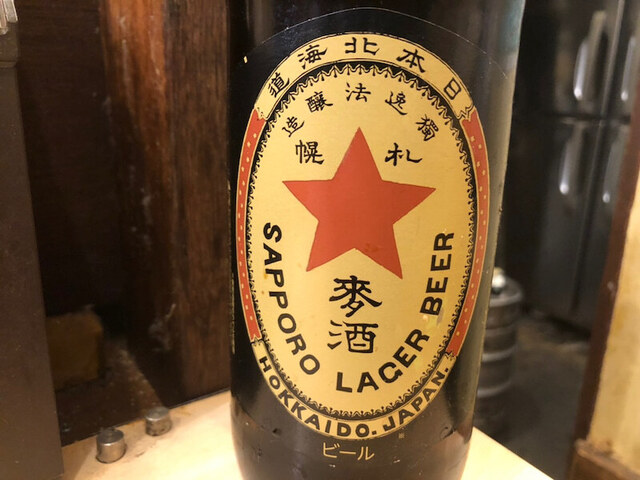 日本北海道
獨逸法釀造
札幌
麥酒
SAPPORO LAGER BEER
HOKKAIDO. JAPAN.
ビール